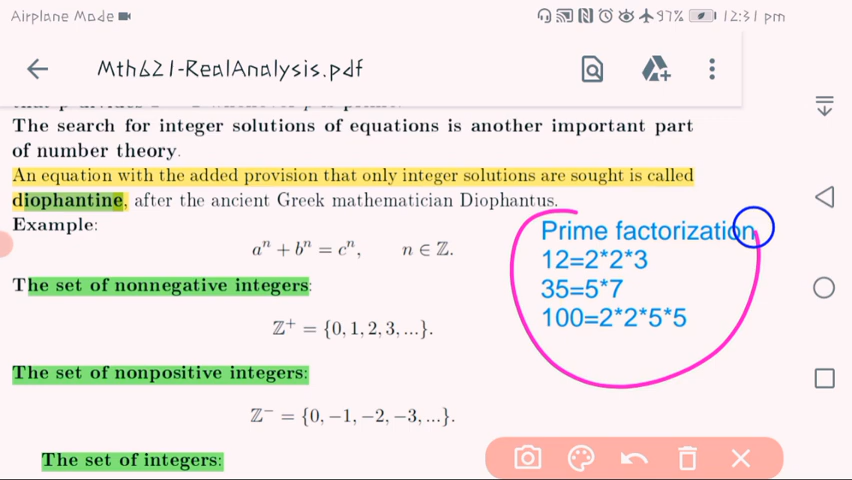 Airplane Mode 97% 12:31 pm
Mth621-RealAnalysis.pdf
The search for integer solutions of equations is another important part
of number theory.
An equation with the added provision that only integer solutions are sought is called
diophantine, after the ancient Greek mathematician Diophantus.
Example:
aⁿ + bⁿ = cⁿ, n ∈ ℤ.
Prime factorization
12=2*2*3
35=5*7
100=2*2*5*5
The set of nonnegative integers:
ℤ⁺ = {0, 1, 2, 3, ...}.
The set of nonpositive integers:
ℤ⁻ = {0, −1, −2, −3, ...}.
The set of integers: